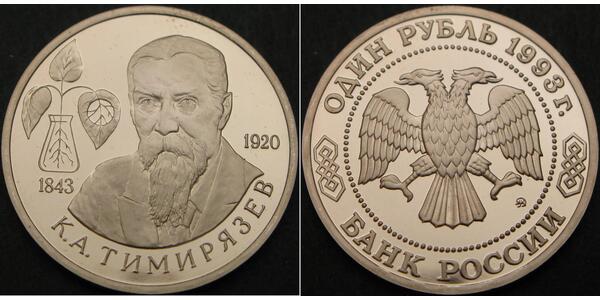 1843
1920
К.А. ТИМИРЯЗЕВ
ОДИН РУБЛЬ 1993 г.
БАНК РОССИИ